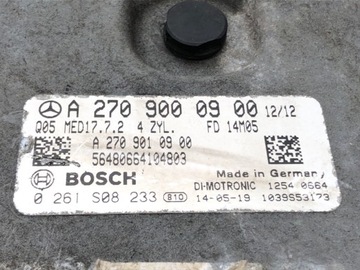 A 270 900 09 00 12/12
Q05 MED17.7.2 4 ZYL. FD 14M05
A 270 901 09 00
56480664104803
Made in Germany
BOSCH DI-MOTRONIC 1254 0664
0 261 S08 233 810 14-05-19 1039S53173